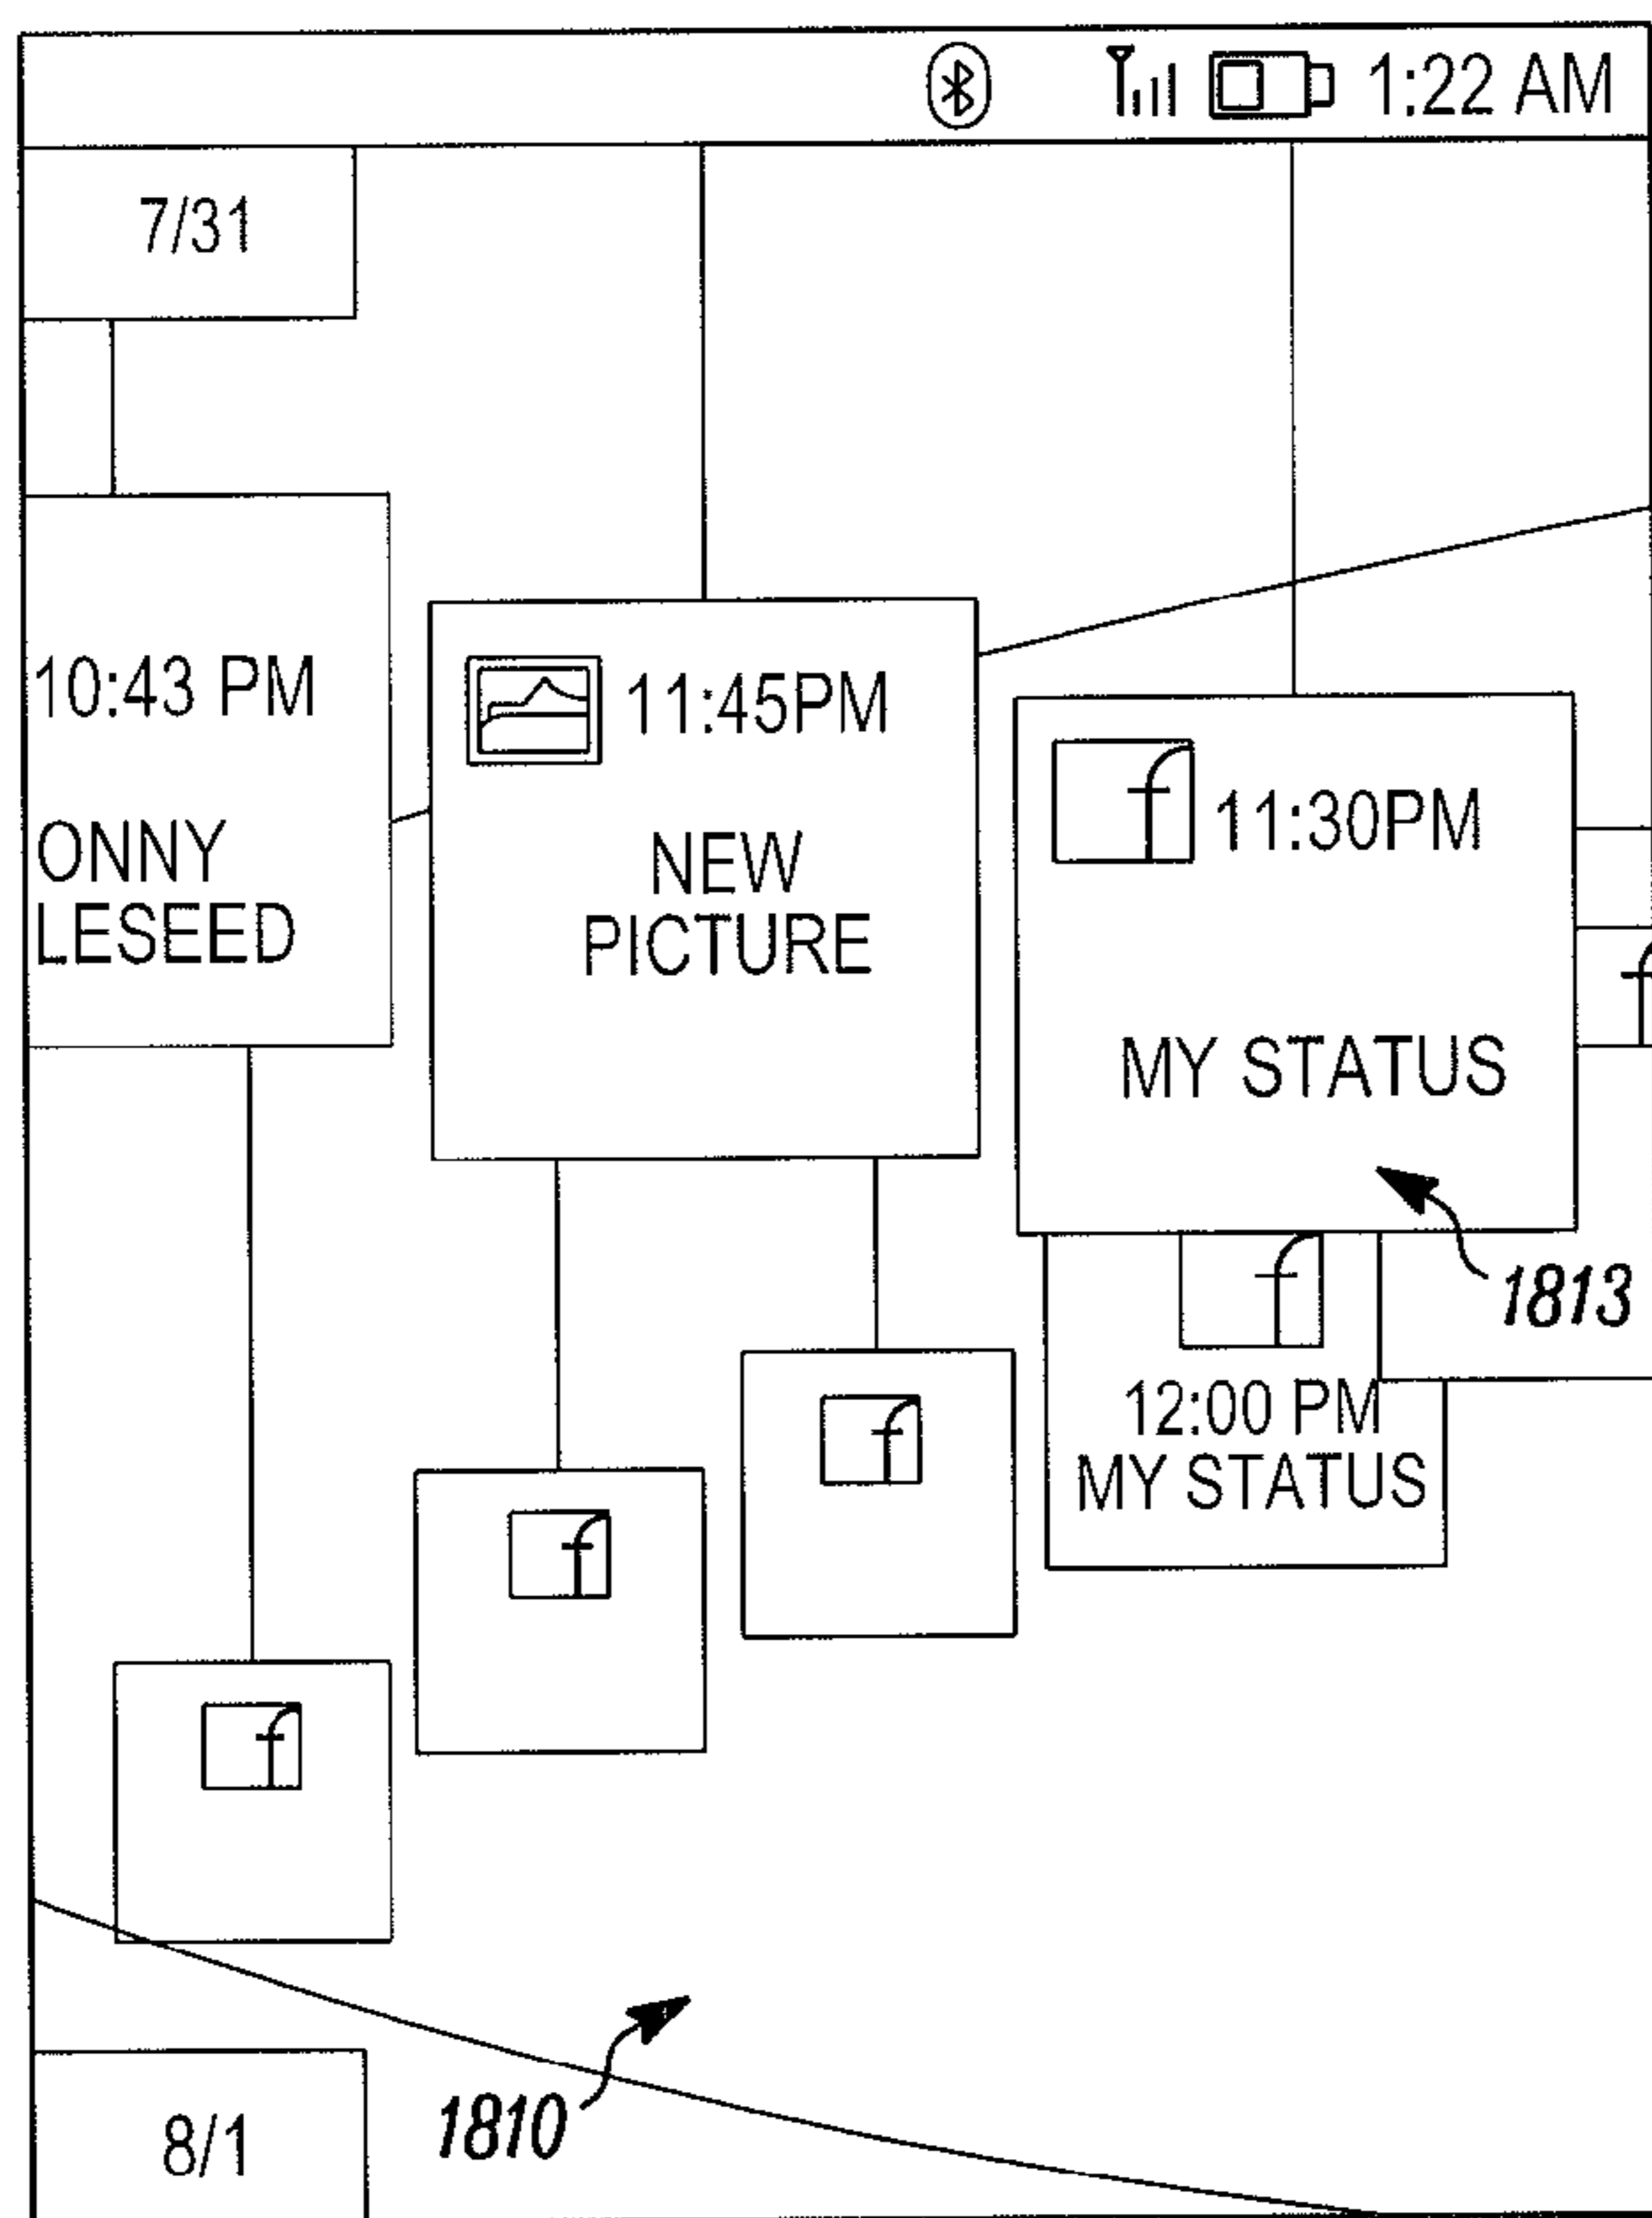 1:22 AM
7/31
10:43 PM
ONNY
LESEED
11:45PM
NEW
PICTURE
f
11:30PM
MY STATUS
f
1813
f
12:00 PM
MY STATUS
f
f
f
1810
8/1